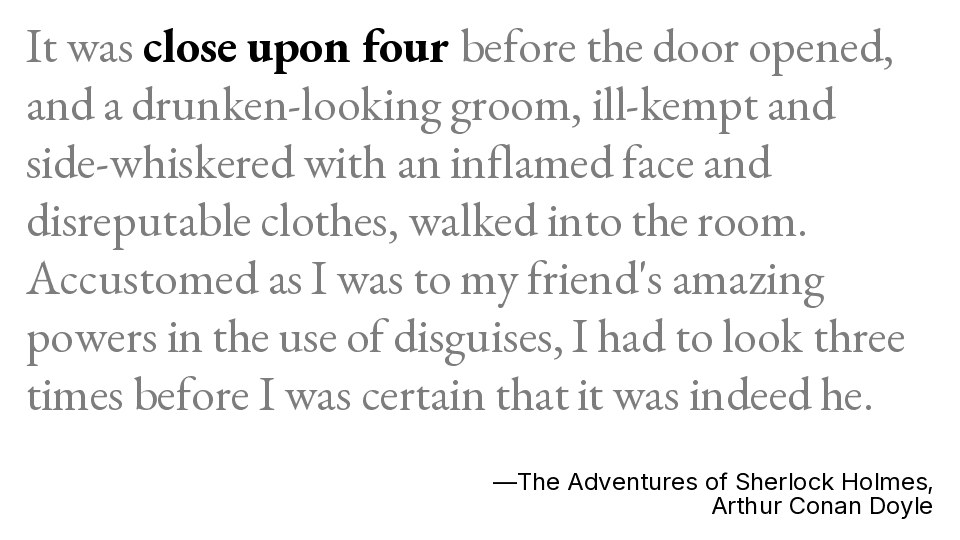 It was close upon four before the door opened,
and a drunken-looking groom, ill-kempt and
side-whiskered with an inflamed face and
disreputable clothes, walked into the room.
Accustomed as I was to my friend's amazing
powers in the use of disguises, I had to look three
times before I was certain that it was indeed he.
—The Adventures of Sherlock Holmes,
Arthur Conan Doyle